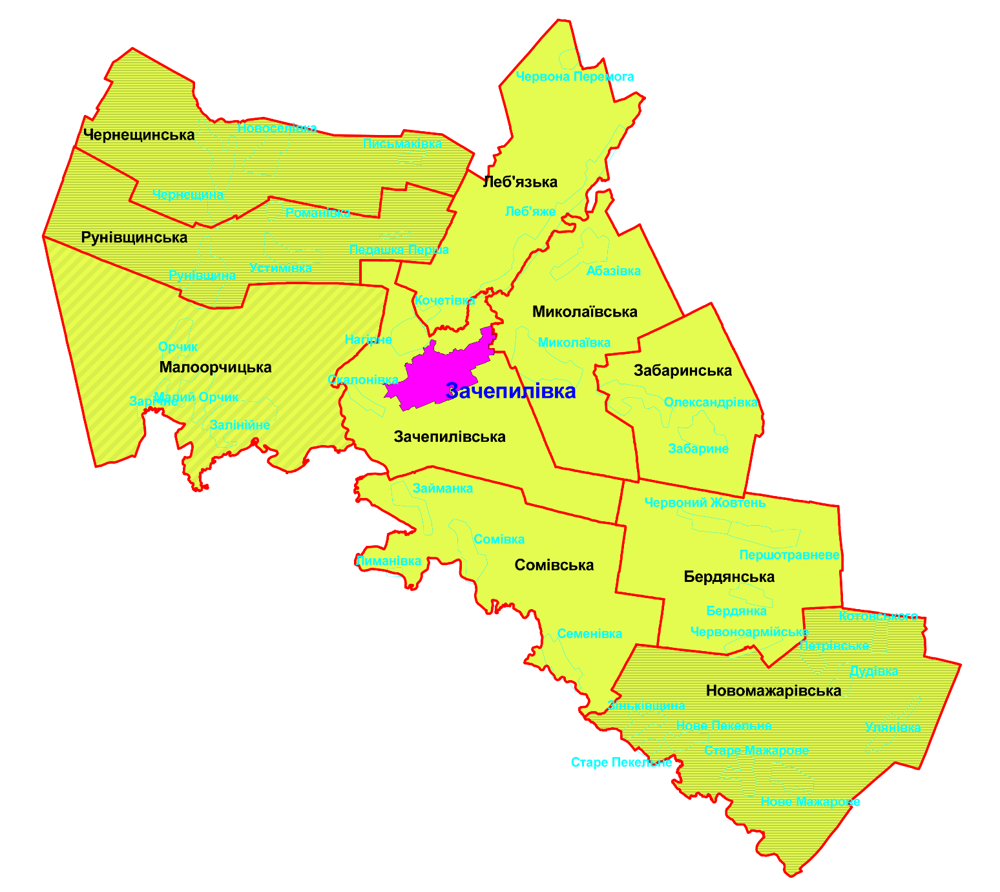 Червона Перемога
Новоселівка
Чернещинська
Письмаківка
Леб'язька
Чернещина
Леб'яже
Романівка
Рунівщинська
Педашка Перша
Устимівка
Абазівка
Рунівщина
Кочетівка
Миколаївська
Нагірне
Миколаївка
Орчик
Малоорчицька
Забаринська
Скалонівка
Зачепилівка
Малий Орчик
Зарічне
Олександрівка
Залінійне
Зачепилівська
Забарине
Займанка
Червоний Жовтень
Сомівка
Першотравневе
Лиманівка
Сомівська
Бердянська
Бердянка
Котовського
Червоноармійське
Семенівка
Петрівське
Дудівка
Новомажарівська
Зіньківщина
Нове Пекельне
Улянівка
Старе Мажарове
Старе Пекельне
Нове Мажарове